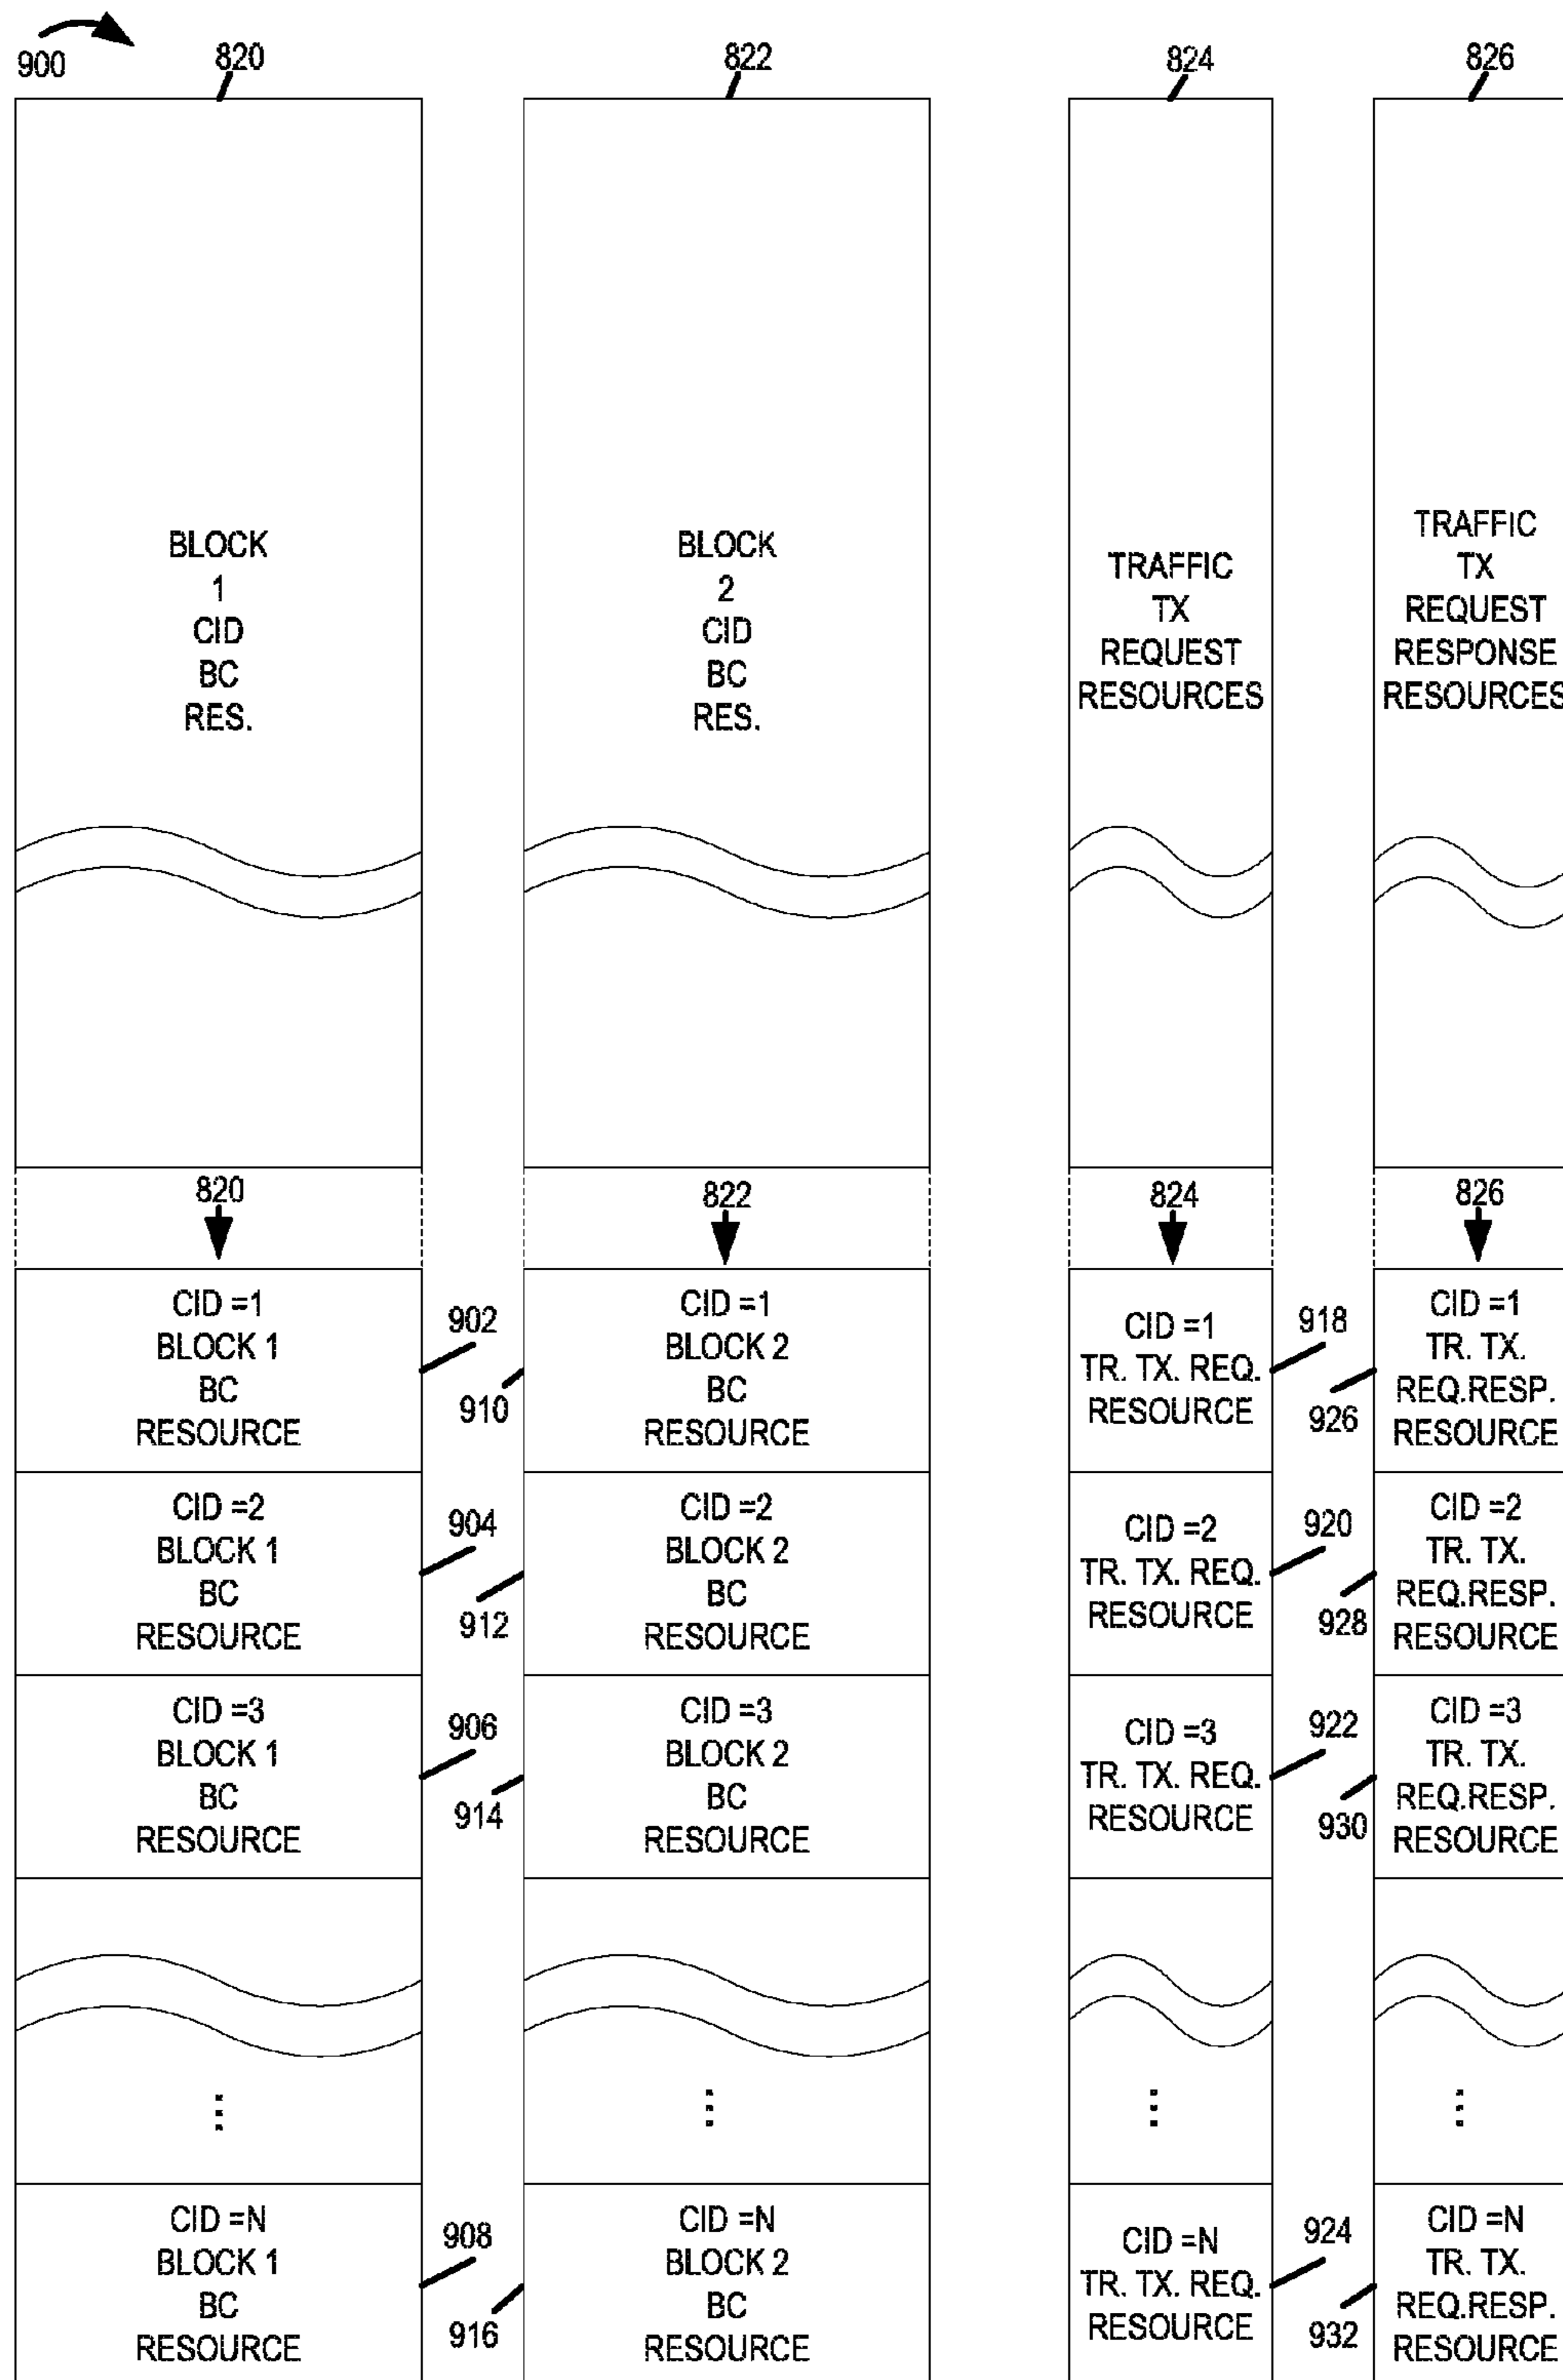 900
820
822
824
826
BLOCK
1
CID
BC
RES.
BLOCK
2
CID
BC
RES.
TRAFFIC
TX
REQUEST
RESOURCES
TRAFFIC
TX
REQUEST
RESPONSE
RESOURCES
820
822
824
826
CID =1
BLOCK 1
BC
RESOURCE
902
910
CID =1
BLOCK 2
BC
RESOURCE
CID =1
TR. TX. REQ.
RESOURCE
918
926
CID =1
TR. TX.
REQ.RESP.
RESOURCE
CID =2
BLOCK 1
BC
RESOURCE
904
912
CID =2
BLOCK 2
BC
RESOURCE
CID =2
TR. TX. REQ.
RESOURCE
920
928
CID =2
TR. TX.
REQ.RESP.
RESOURCE
CID =3
BLOCK 1
BC
RESOURCE
906
914
CID =3
BLOCK 2
BC
RESOURCE
CID =3
TR. TX. REQ.
RESOURCE
922
930
CID =3
TR. TX.
REQ.RESP.
RESOURCE
⋮
⋮
⋮
⋮
CID =N
BLOCK 1
BC
RESOURCE
908
916
CID =N
BLOCK 2
BC
RESOURCE
CID =N
TR. TX. REQ.
RESOURCE
924
932
CID =N
TR. TX.
REQ.RESP.
RESOURCE